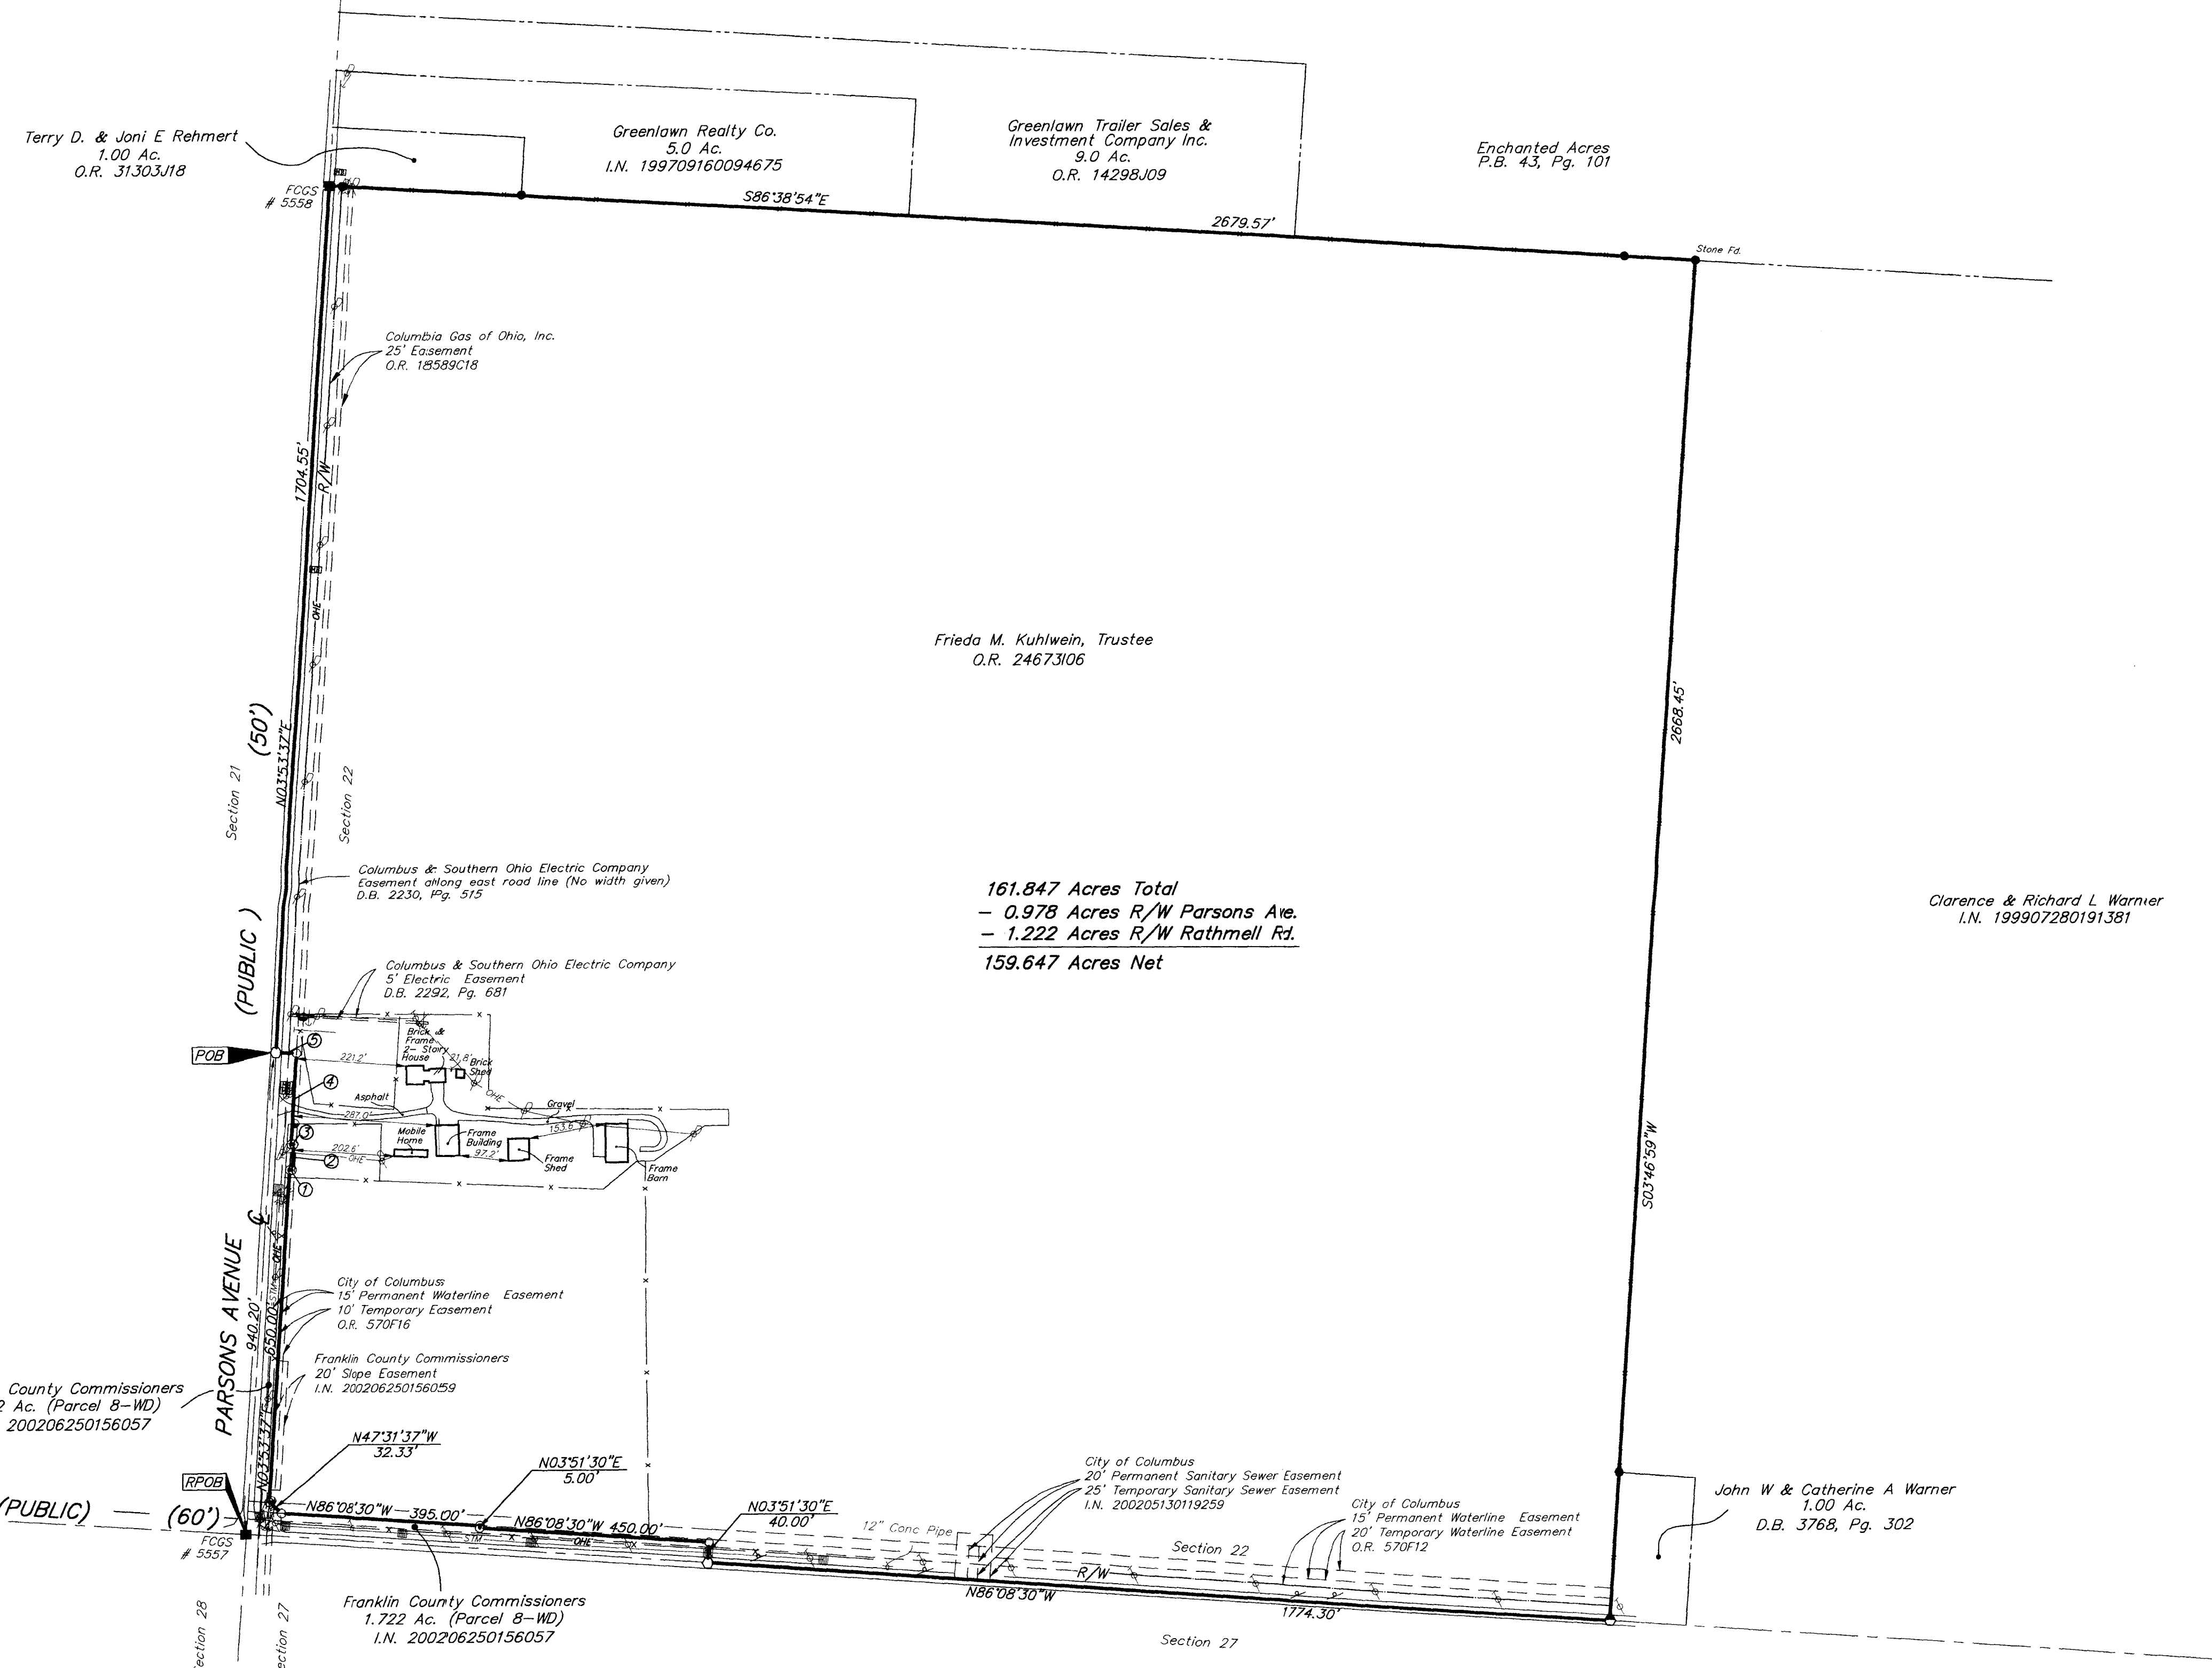 Terry D. & Joni E Rehmert
1.00 Ac.
O.R. 31303J18
Greenlawn Realty Co.
5.0 Ac.
I.N. 199709160094675
Greenlawn Trailer Sales &
Investment Company Inc.
9.0 Ac.
O.R. 14298J09
Enchanted Acres
P.B. 43, Pg. 101
FCGS
# 5558
S86°38'54"E
2679.57'
Stone Fd.
Columbia Gas of Ohio, Inc.
25' Easement
O.R. 18589C18
1704.55'
R/W
OHE
Frieda M. Kuhlwein, Trustee
O.R. 24673I06
2668.45'
(50')
N03°53'37"E
Section 21
Section 22
Columbus & Southern Ohio Electric Company
Easement along east road line (No width given)
D.B. 2230, Pg. 515
161.847 Acres Total
- 0.978 Acres R/W Parsons Ave.
- 1.222 Acres R/W Rathmell Rd.
159.647 Acres Net
Clarence & Richard L Warner
I.N. 199907280191381
(PUBLIC )
Columbus & Southern Ohio Electric Company
5' Electric Easement
D.B. 2292, Pg. 681
POB
5
Brick &
Frame
2- Story
House
221.2'
21.8'
Brick
Shed
4
Asphalt
OHE
Gravel
287.0'
3
Mobile
Home
Frame
Building
153.6'
202.6'
OHE
97.2'
2
Frame
Shed
Frame
Barn
1
S03°46'59"W
OHE
PARSONS AVENUE
940.20'
650.00'
STM
City of Columbus
15' Permanent Waterline Easement
10' Temporary Easement
O.R. 570F16
Franklin County Commissioners
20' Slope Easement
I.N. 200206250156059
County Commissioners
2 Ac. (Parcel 8-WD)
200206250156057
N03°53'37"E
N47°31'37"W
32.33'
N03°51'30"E
5.00'
RPOB
(PUBLIC)
(60')
FCGS
# 5557
N86°08'30"W
395.00'
N86°08'30"W 450.00'
STM
OHE
N03°51'30"E
40.00'
12" Conc Pipe
City of Columbus
20' Permanent Sanitary Sewer Easement
25' Temporary Sanitary Sewer Easement
I.N. 200205130119259
City of Columbus
15' Permanent Waterline Easement
20' Temporary Waterline Easement
O.R. 570F12
John W & Catherine A Warner
1.00 Ac.
D.B. 3768, Pg. 302
Section 22
R/W
N86°08'30"W
1774.30'
Franklin County Commissioners
1.722 Ac. (Parcel 8-WD)
I.N. 200206250156057
Section 27
ection 28
ection 27